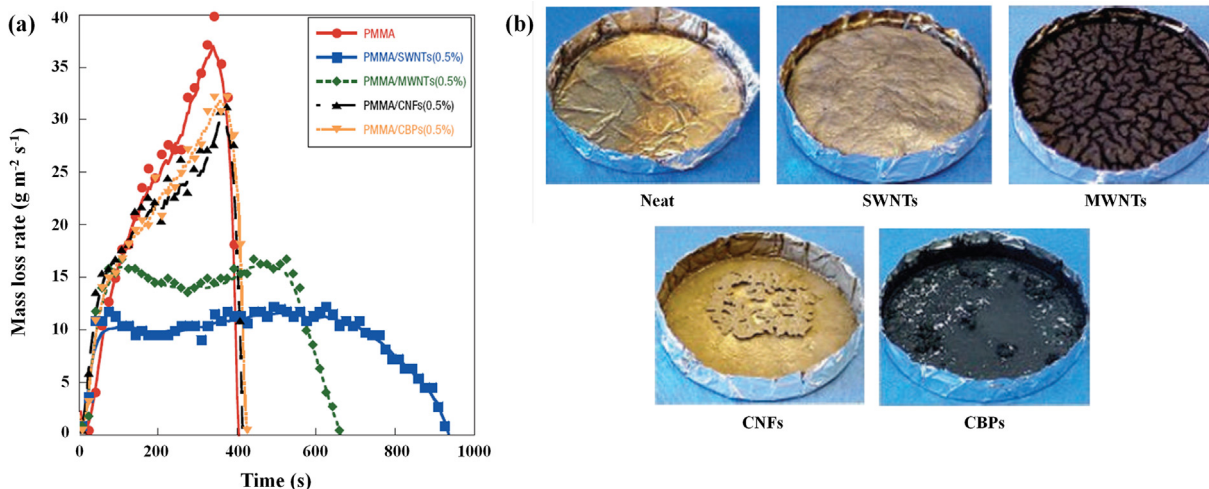 (a)
PMMA
PMMA/SWNTs(0.5%)
PMMA/MWNTs(0.5%)
PMMA/CNFs(0.5%)
PMMA/CBPs(0.5%)
Mass loss rate (g m⁻² s⁻¹)
40
35
30
25
20
15
10
5
0
0 200 400 600 800 1000
Time (s)
(b)
Neat SWNTs MWNTs
CNFs CBPs